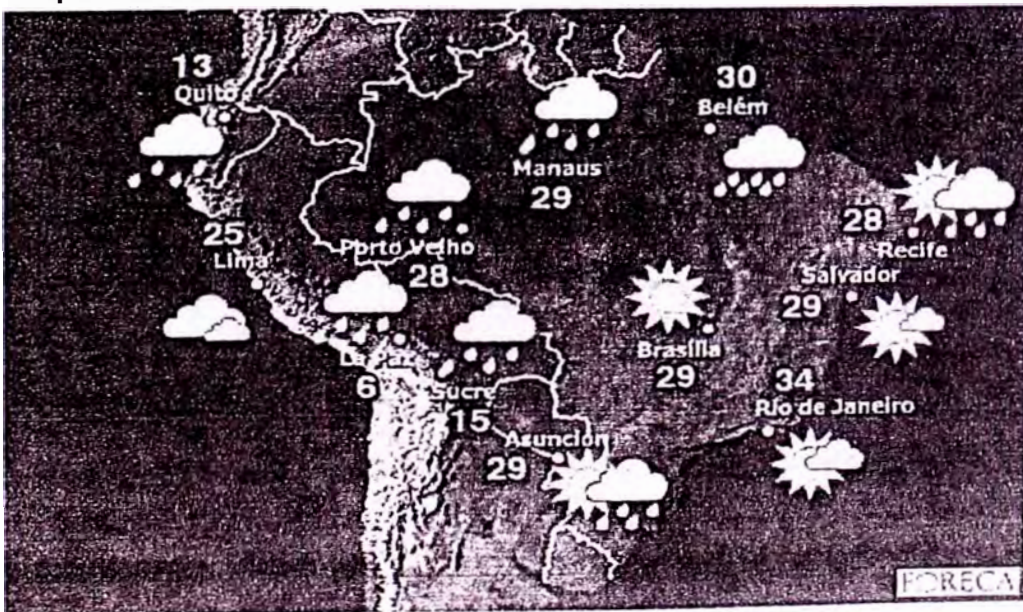 13
Quito
30
Belém
Manaus
29
28
Recife
25
Lima
Porto Velho
28
Salvador
29
La Paz
6
Sucre
15
Brasília
29
34
Rio de Janeiro
Asunción
29
FORECA